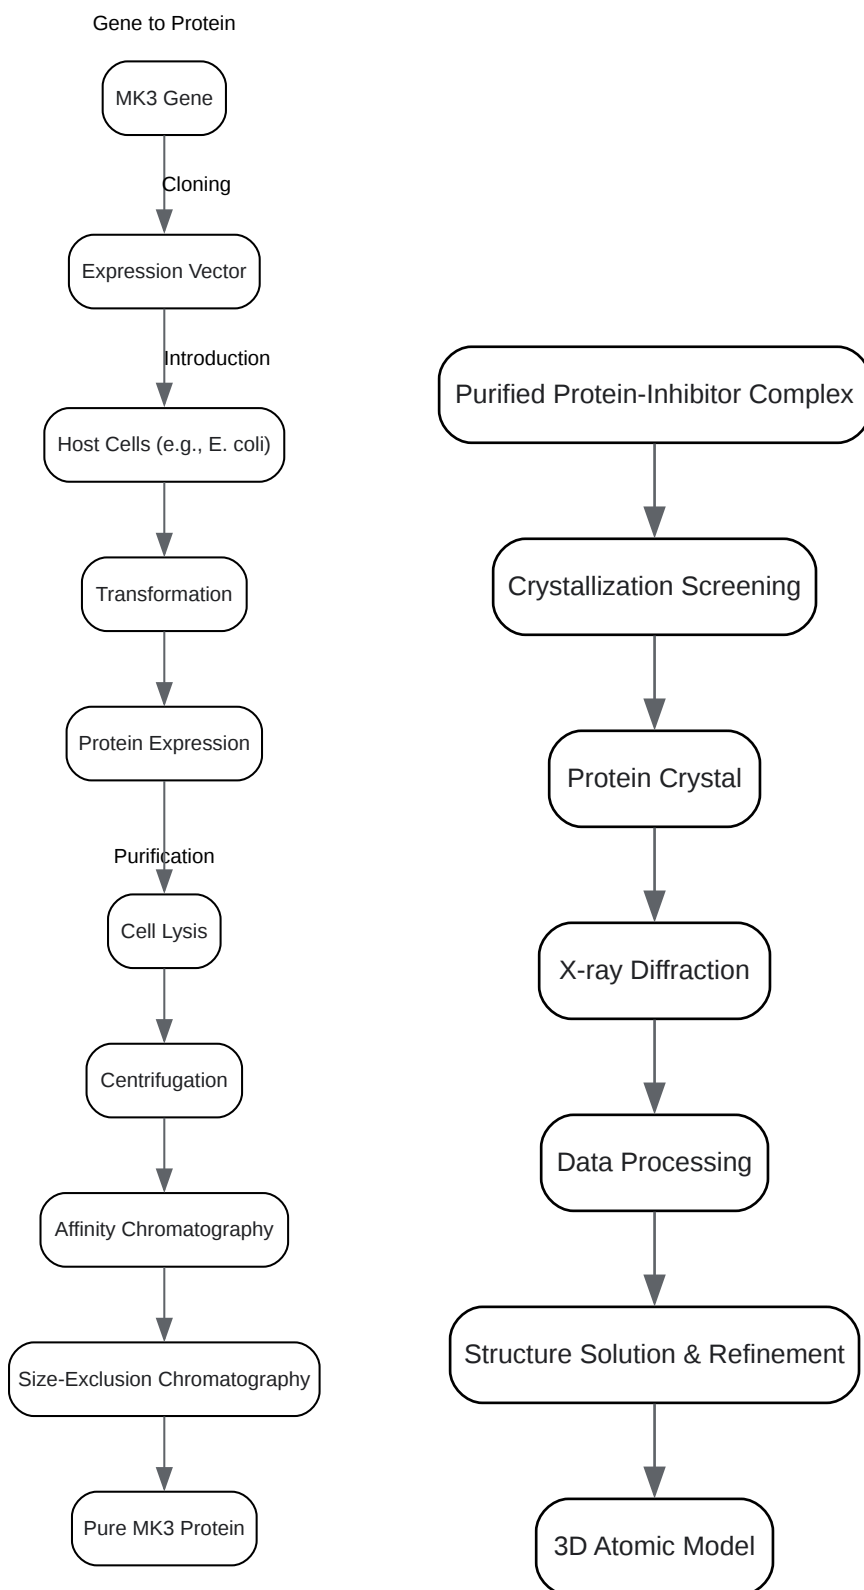 Gene to Protein
MK3 Gene
Cloning
Expression Vector
Introduction
Host Cells (e.g., E. coli)
Transformation
Protein Expression
Purification
Cell Lysis
Centrifugation
Affinity Chromatography
Size-Exclusion Chromatography
Pure MK3 Protein
Purified Protein-Inhibitor Complex
Crystallization Screening
Protein Crystal
X-ray Diffraction
Data Processing
Structure Solution & Refinement
3D Atomic Model